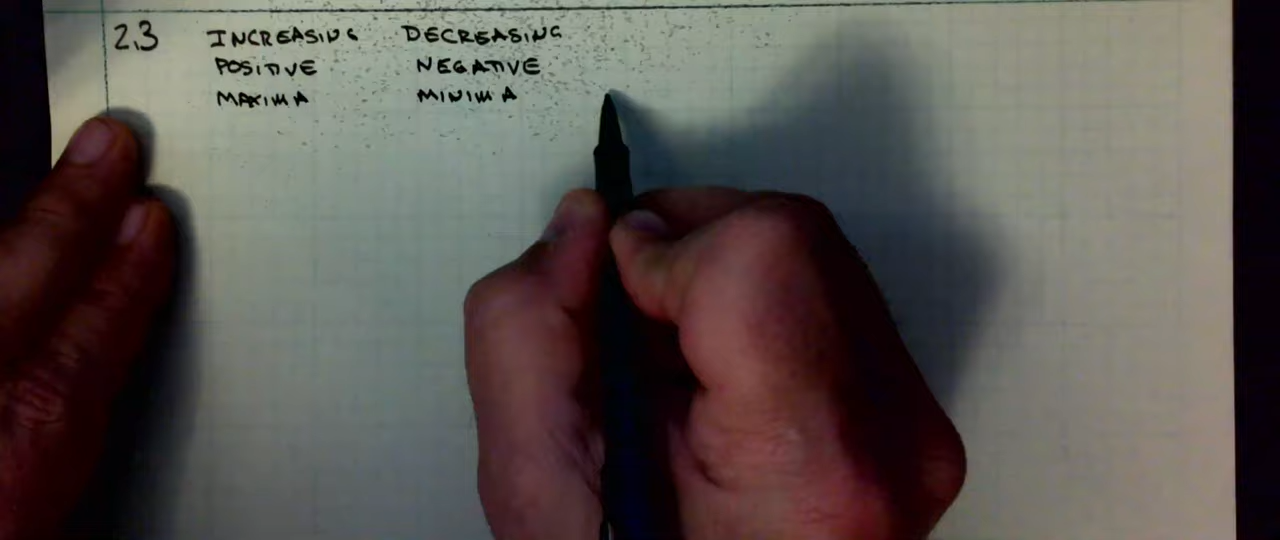 2.3 INCREASING DECREASING
POSITIVE NEGATIVE
MAXIMA MINIMA